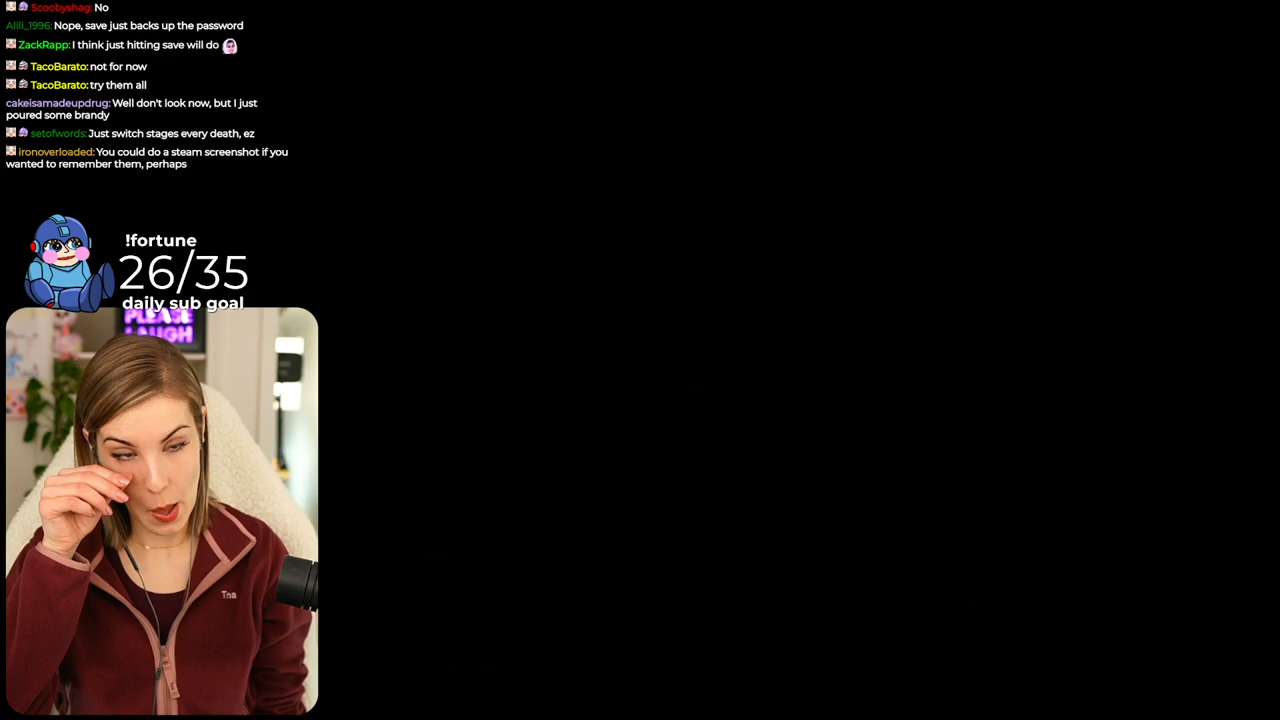 Scoobyshag: No
Alill_1996: Nope, save just backs up the password
ZackRapp: I think just hitting save will do
TacoBarato: not for now
TacoBarato: try them all
cakeisamadeupdrug: Well don't look now, but I just
poured some brandy
setofwords: Just switch stages every death, ez
ironoverloaded: You could do a steam screenshot if you
wanted to remember them, perhaps
!fortune
26/35
daily sub goal
PLEASE
LAUGH
Tna